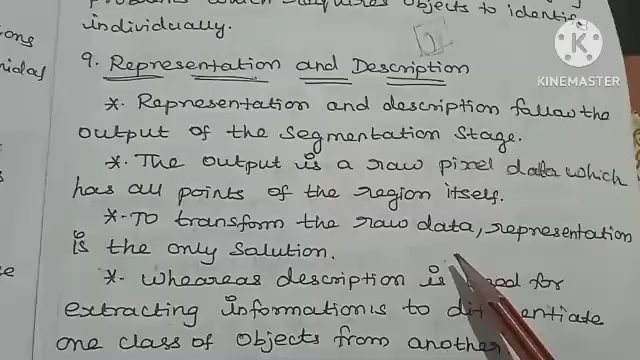 individually.
9. Representation and Description
*. Representation and description fallow the
output of the segmentation stage.
*. The output is a raw pixel data which
has all points of the region itself.
*. To transform the raw data, representation
is the only Salution.
*. Whereas description is used for
extracting informations to
one class of objects from another.
KINEMASTER